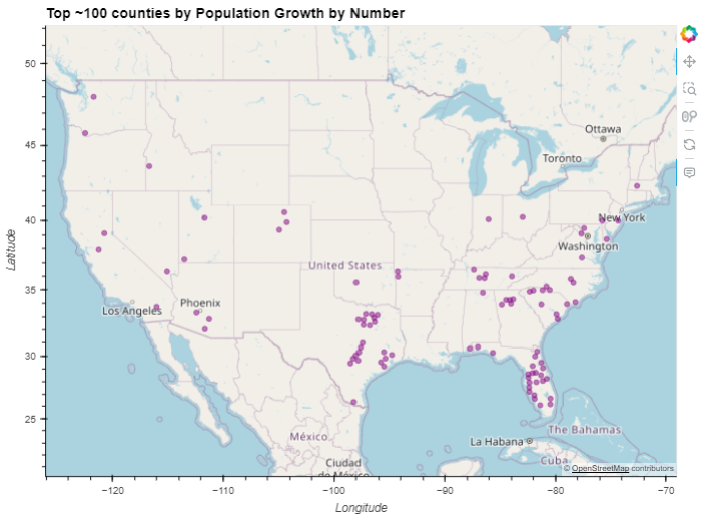 Top ~100 counties by Population Growth by Number
50
45
40
35
30
25
Latitude
Ottawa
Toronto
New York
Washington
United States
Los Angeles
Phoenix
México
Ciudad
de México
La Habana
The Bahamas
Cuba
© OpenStreetMap contributors
−120
−110
−100
−90
−80
−70
Longitude